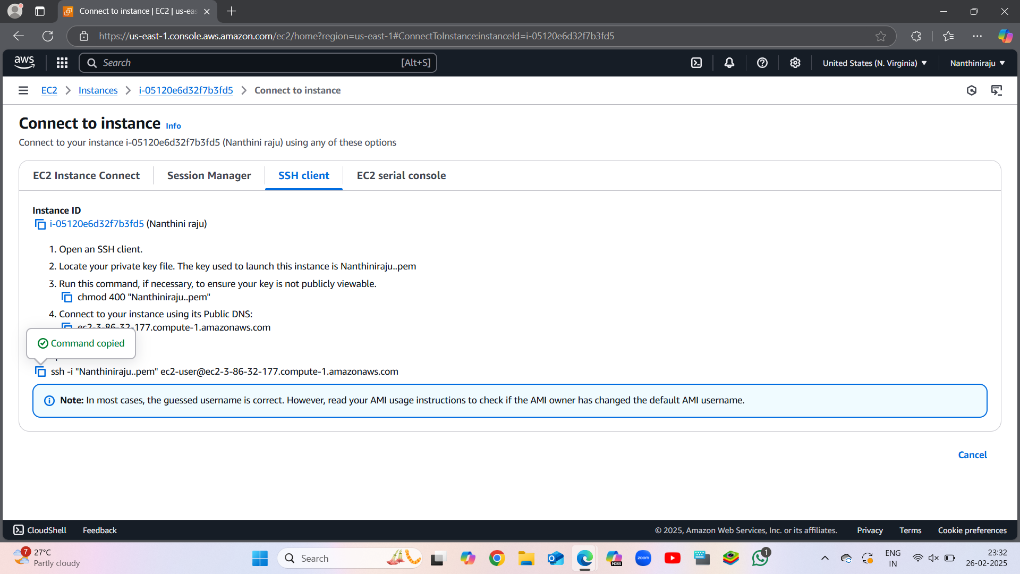 Connect to instance | EC2 | us-eas
https://us-east-1.console.aws.amazon.com/ec2/home?region=us-east-1#ConnectToInstance:instanceId=i-05120e6d32f7b3fd5
aws
Search
[Alt+S]
United States (N. Virginia) ▼
Nanthiniraju ▼
EC2 > Instances > i-05120e6d32f7b3fd5 > Connect to instance
Connect to instance Info
Connect to your instance i-05120e6d32f7b3fd5 (Nanthini raju) using any of these options
EC2 Instance Connect
Session Manager
SSH client
EC2 serial console
Instance ID
i-05120e6d32f7b3fd5 (Nanthini raju)
1. Open an SSH client.
2. Locate your private key file. The key used to launch this instance is Nanthiniraju..pem
3. Run this command, if necessary, to ensure your key is not publicly viewable.
chmod 400 "Nanthiniraju..pem"
4. Connect to your instance using its Public DNS:
ec2-3-86-32-177.compute-1.amazonaws.com
Command copied
ssh -i "Nanthiniraju..pem" ec2-user@ec2-3-86-32-177.compute-1.amazonaws.com
Note: In most cases, the guessed username is correct. However, read your AMI usage instructions to check if the AMI owner has changed the default AMI username.
Cancel
CloudShell
Feedback
© 2025, Amazon Web Services, Inc. or its affiliates.
Privacy
Terms
Cookie preferences
7
27°C
Partly cloudy
Search
1
ENG
IN
23:32
26-02-2025